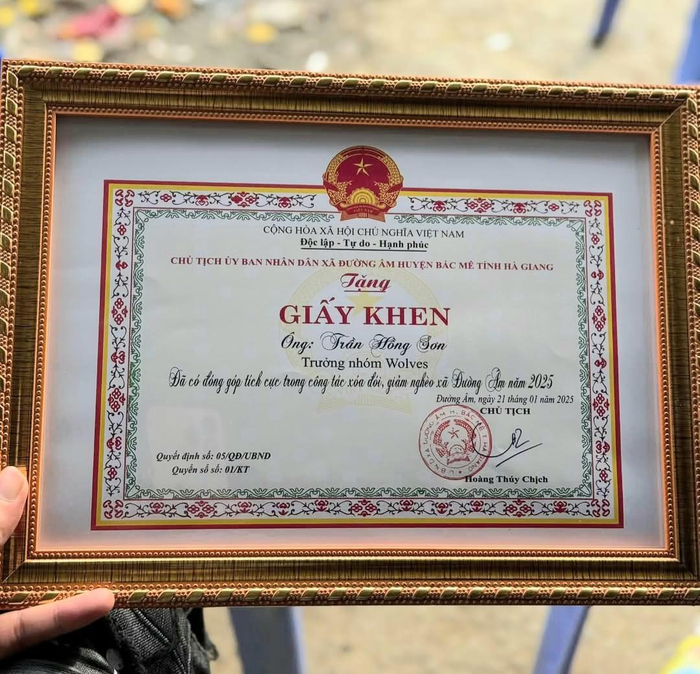 CỘNG HÒA XÃ HỘI CHỦ NGHĨA VIỆT NAM
Độc lập - Tự do - Hạnh phúc
CHỦ TỊCH ỦY BAN NHÂN DÂN XÃ ĐƯỜNG ÂM HUYỆN BẮC MÊ TỈNH HÀ GIANG
Tặng
GIẤY KHEN
Ông: Trần Hồng Sơn
Trưởng nhóm Wolves
Đã có đóng góp tích cực trong công tác xóa đói, giảm nghèo xã Đường Âm năm 2025
Đường Âm, ngày 21 tháng 01 năm 2025
CHỦ TỊCH
Quyết định số: 05/QĐ/UBND
Quyển sổ số: 01/KT
Hoàng Thúy Chịch